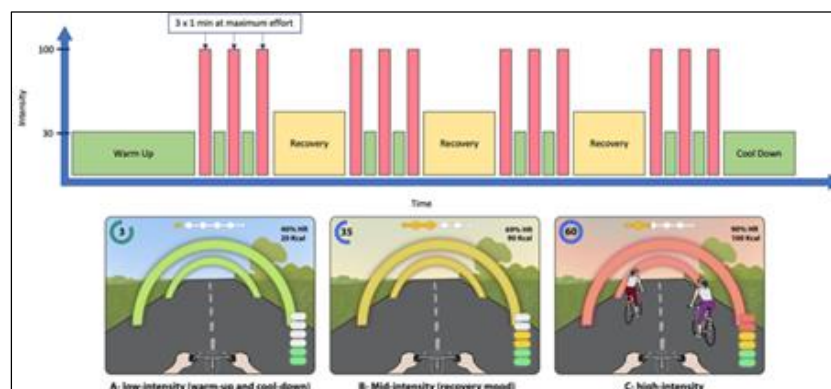 3 x 1 min at maximum effort
Intensity
100
30
Warm Up
Recovery
Recovery
Recovery
Cool Down
Time
3
40% HR
20 Kcal
35
60% HR
90 Kcal
60
90% HR
100 Kcal
A- low-intensity (warm-up and cool-down)
B- Mid-intensity (recovery mood)
C- high-intensity